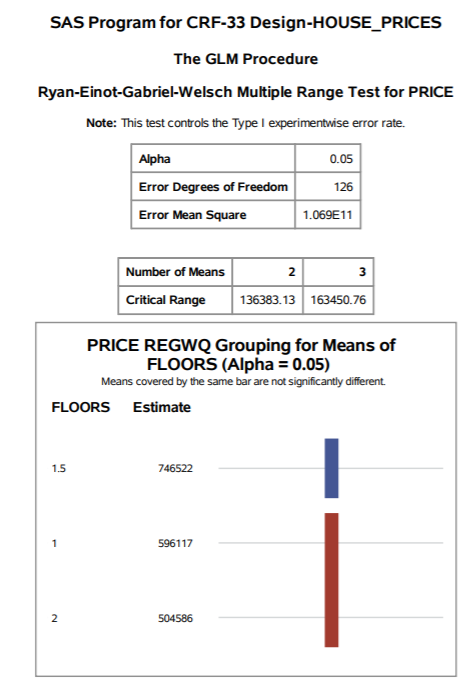 SAS Program for CRF-33 Design-HOUSE_PRICES
The GLM Procedure
Ryan-Einot-Gabriel-Welsch Multiple Range Test for PRICE
Note: This test controls the Type I experimentwise error rate.
Alpha 0.05
Error Degrees of Freedom 126
Error Mean Square 1.069E11
Number of Means 2 3
Critical Range 136383.13 163450.76
PRICE REGWQ Grouping for Means of
FLOORS (Alpha = 0.05)
Means covered by the same bar are not significantly different.
FLOORS Estimate
1.5 746522
1 596117
2 504586